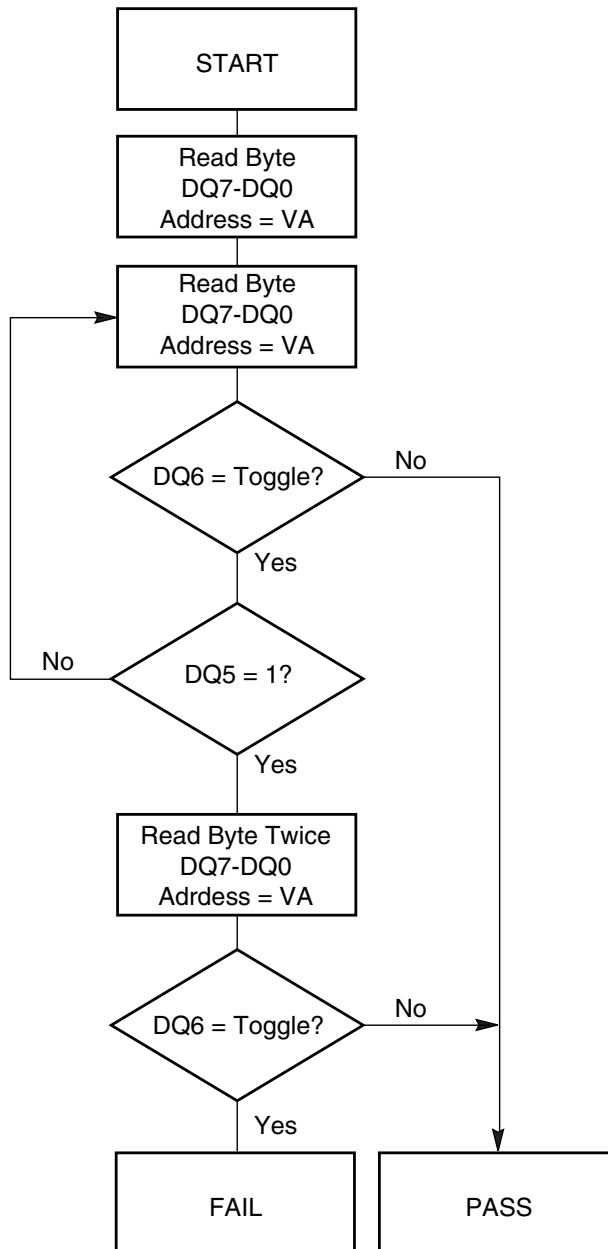 START
Read Byte
DQ7-DQ0
Address = VA
Read Byte
DQ7-DQ0
Address = VA
DQ6 = Toggle?
No
Yes
No
DQ5 = 1?
Yes
Read Byte Twice
DQ7-DQ0
Adrdess = VA
DQ6 = Toggle?
No
Yes
FAIL
PASS